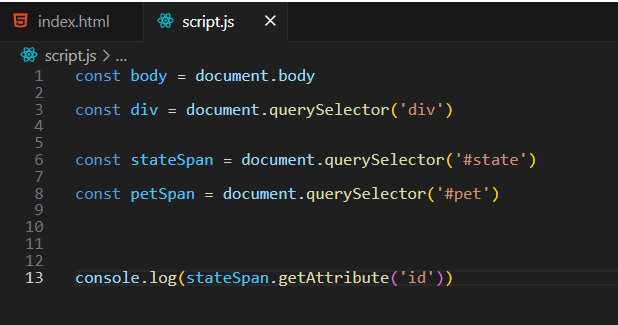 index.html script.js ×
script.js > ...
1 const body = document.body
2
3 const div = document.querySelector('div')
4
5
6 const stateSpan = document.querySelector('#state')
7
8 const petSpan = document.querySelector('#pet')
9
10
11
12
13 console.log(stateSpan.getAttribute('id'))